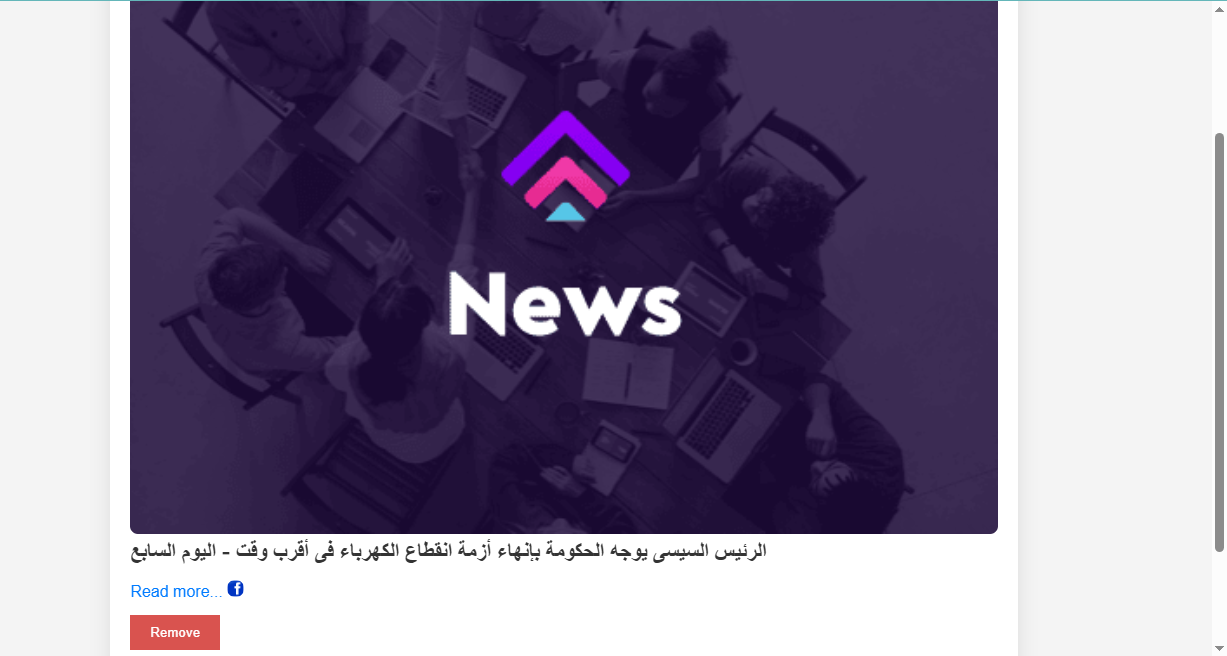 News
الرئيس السيسى يوجه الحكومة بإنهاء أزمة انقطاع الكهرباء فى أقرب وقت - اليوم السابع
Read more...
Remove